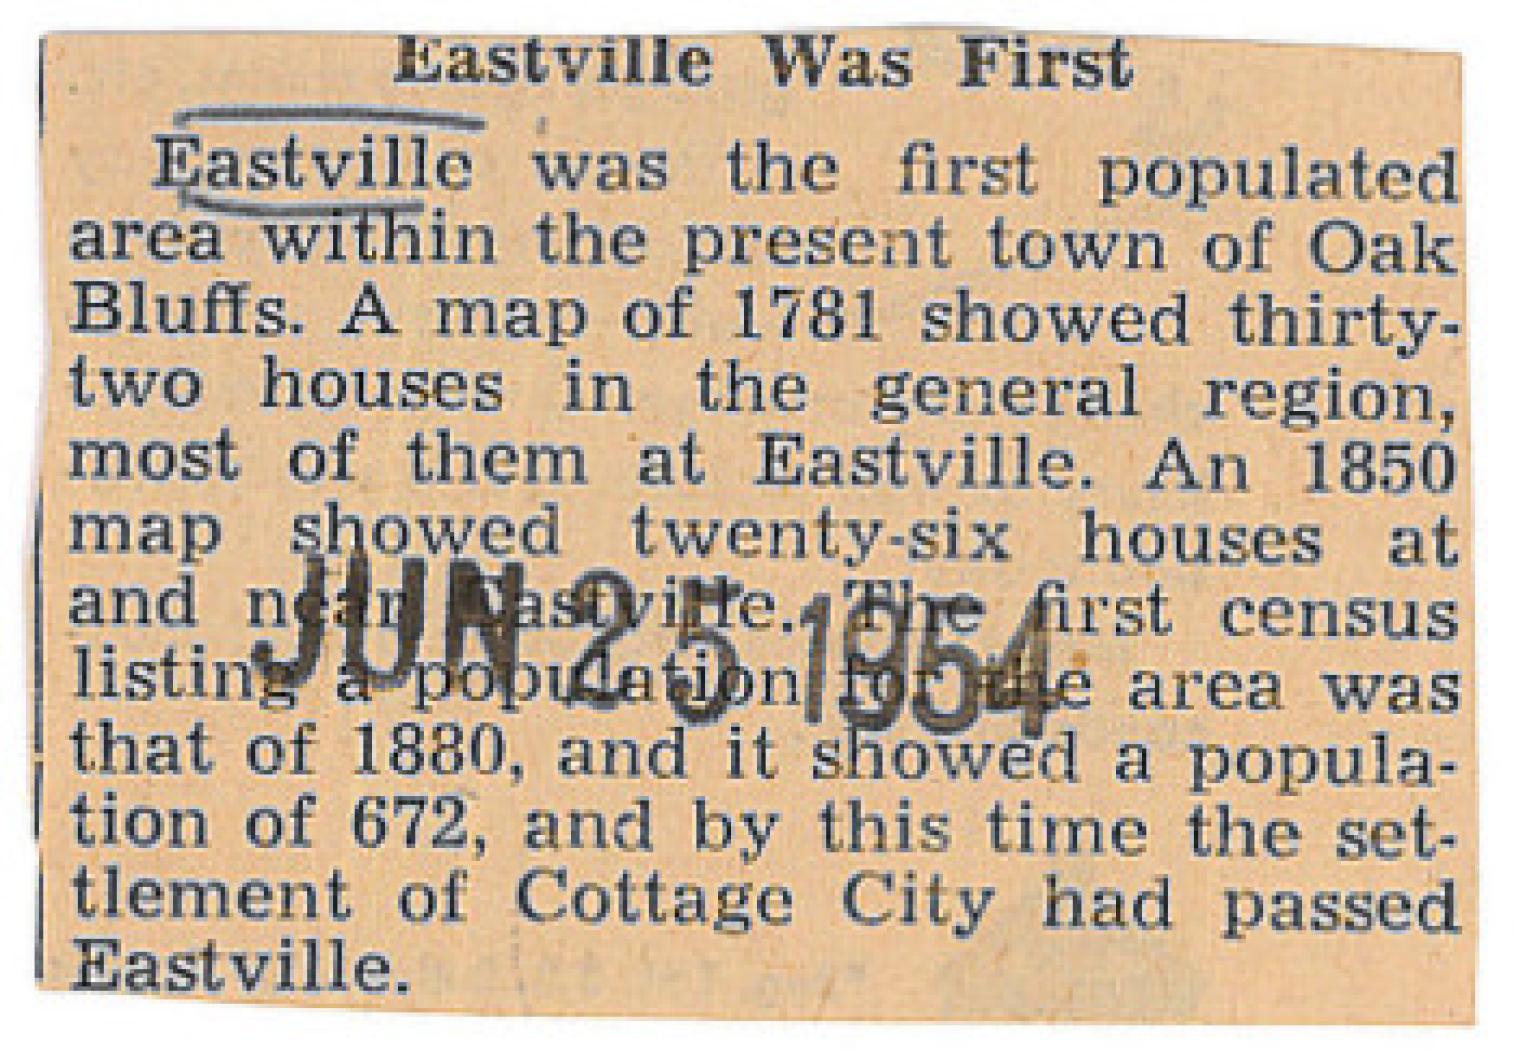 Eastville Was First
Eastville was the first populated
area within the present town of Oak
Bluffs. A map of 1781 showed thirty-
two houses in the general region,
most of them at Eastville. An 1850
map showed twenty-six houses at
and near Eastville. The first census
listing a population for the area was
that of 1880, and it showed a popula-
tion of 672, and by this time the set-
tlement of Cottage City had passed
Eastville.
JUN 25 1954